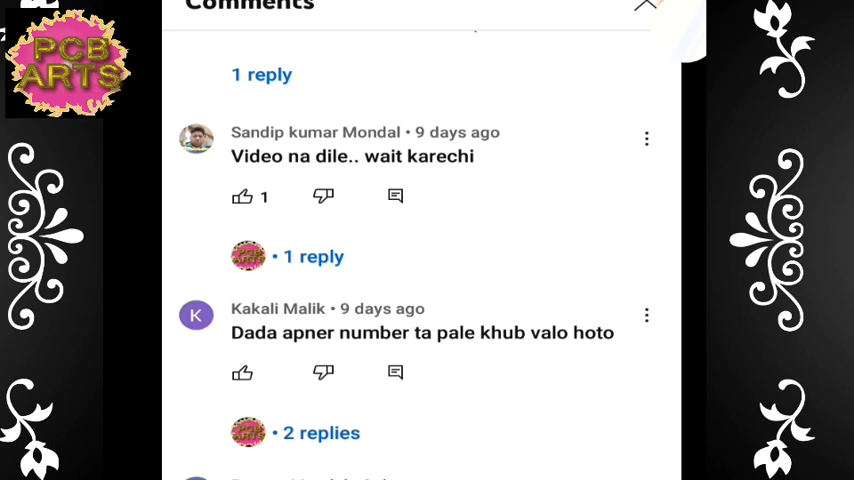 PCB
ARTS
Comments
1 reply
Sandip kumar Mondal • 9 days ago
Video na dile.. wait karechi
1
• 1 reply
K
Kakali Malik • 9 days ago
Dada apner number ta pale khub valo hoto
• 2 replies